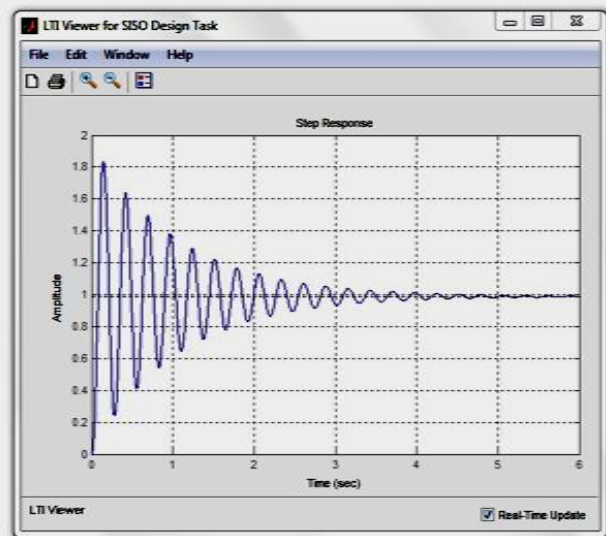 LTI Viewer for SISO Design Task
File Edit Window Help
Step Response
2
1.8
1.6
1.4
1.2
1
0.8
0.6
0.4
0.2
0
Amplitude
0 1 2 3 4 5 6
Time (sec)
LTI Viewer
Real-Time Update